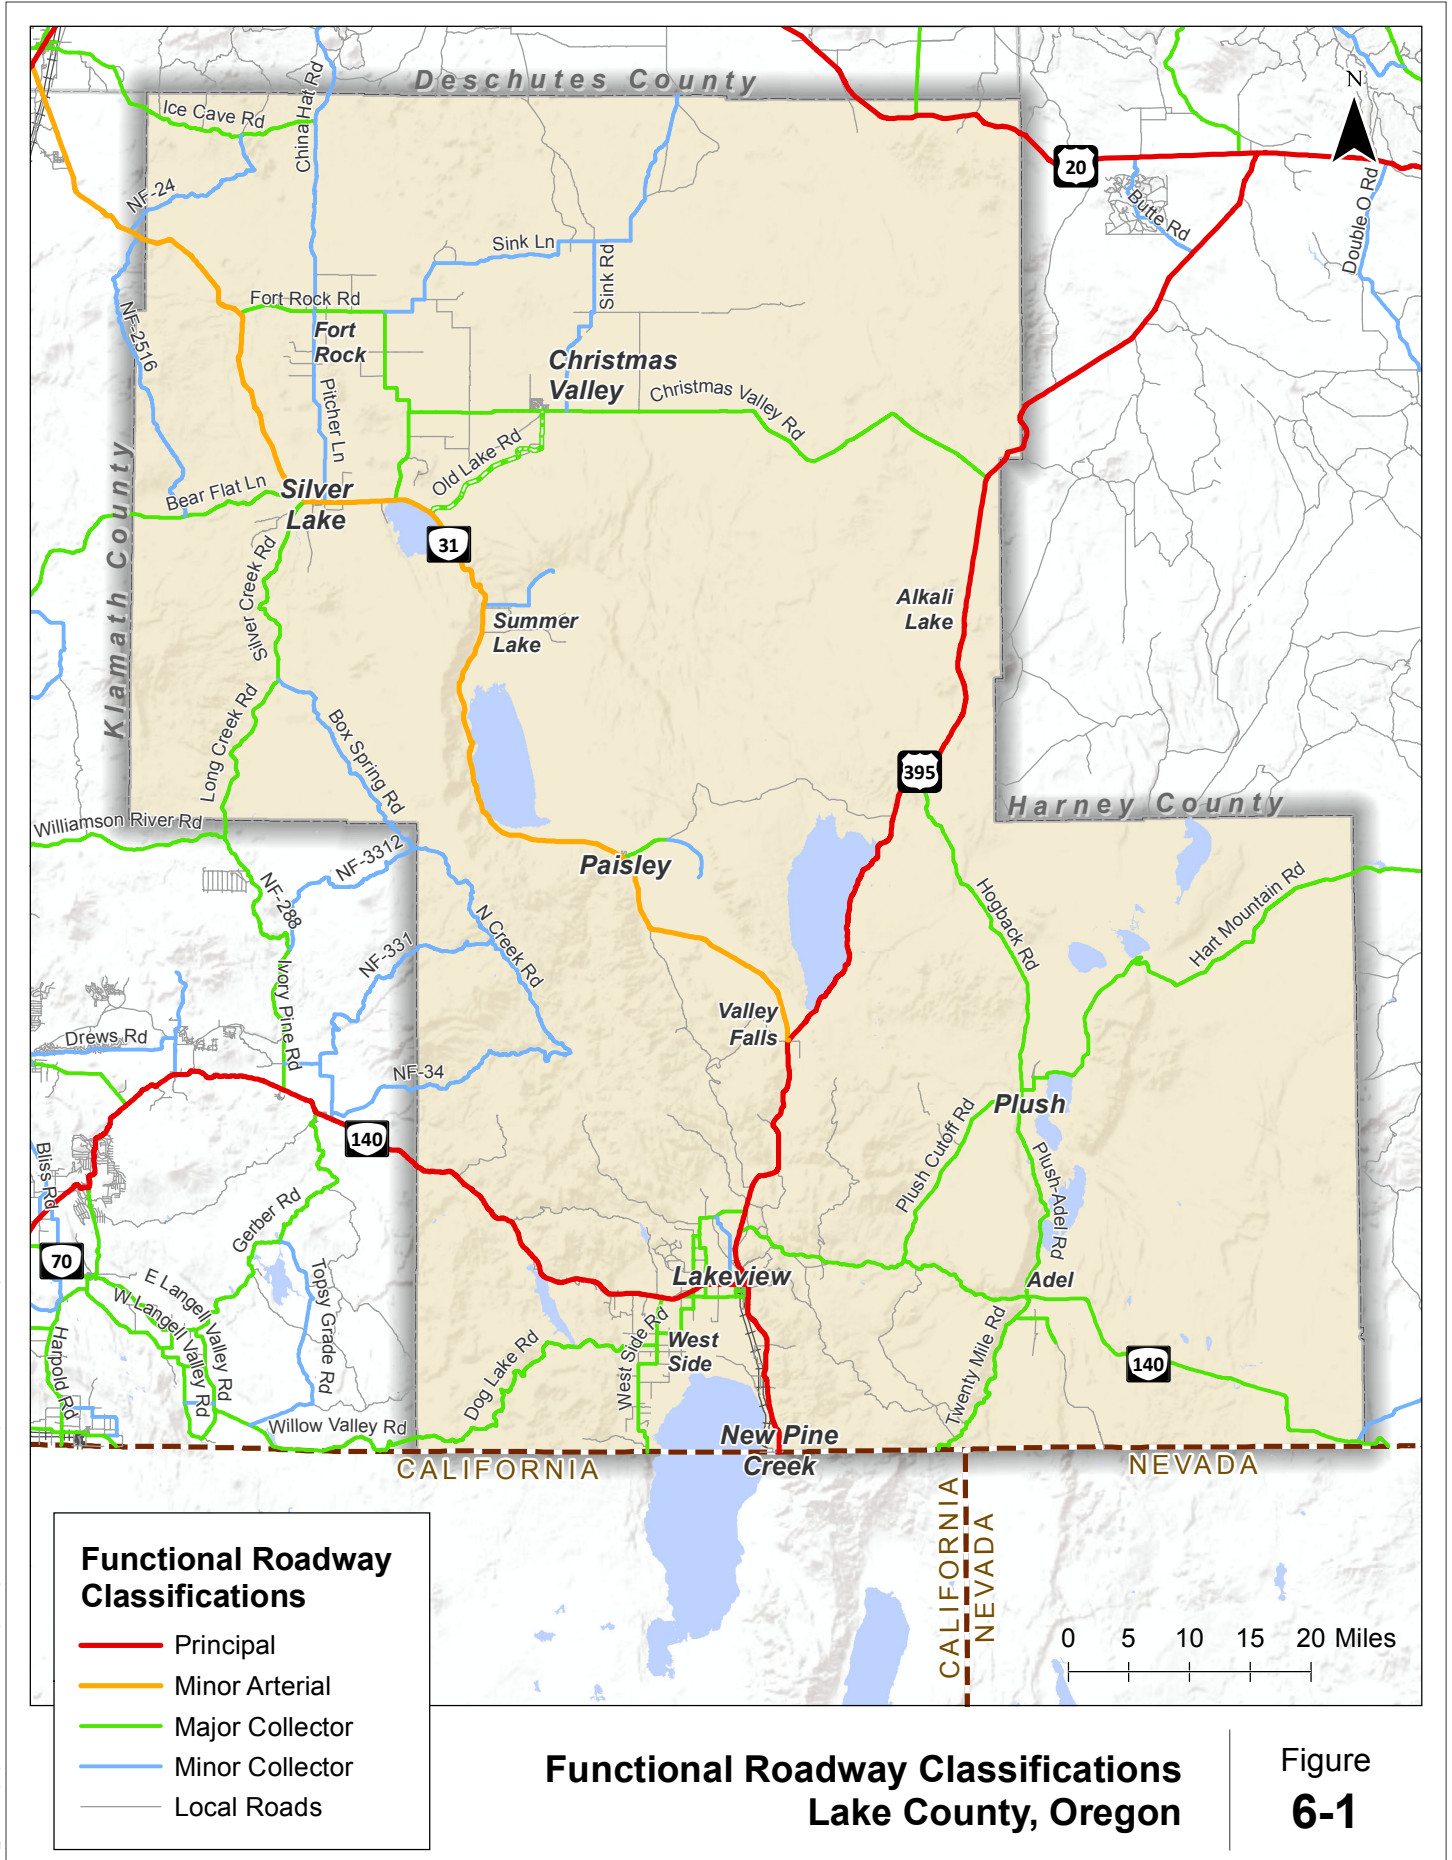 Deschutes County
N
Ice Cave Rd
China Hat Rd
20
NF-24
Butte Rd
Double O Rd
Sink Ln
Sink Rd
Fort Rock Rd
NF-2516
Fort
Rock
Christmas
Valley
Pitcher Ln
Christmas Valley Rd
Old Lake Rd
Klamath County
Bear Flat Ln
Silver
Lake
31
Silver Creek Rd
Alkali
Lake
Summer
Lake
Long Creek Rd
Box Spring Rd
395
Harney County
Williamson River Rd
NF-3312
Paisley
NF-288
Hogback Rd
Hart Mountain Rd
N Creek Rd
NF-331
Ivory Pine Rd
Valley
Falls
Drews Rd
NF-34
Plush
140
Plush Cutoff Rd
Bliss Rd
Plush-Adel Rd
Gerber Rd
70
Lakeview
Adel
E Langell Valley Rd
W Langell Valley Rd
Topsy Grade Rd
Harpold Rd
West Side Rd
West
Side
Dog Lake Rd
Twenty Mile Rd
140
Willow Valley Rd
New Pine
Creek
CALIFORNIA
NEVADA
CALIFORNIA
NEVADA
0 5 10 15 20 Miles
Functional Roadway
Classifications
Principal
Minor Arterial
Major Collector
Minor Collector
Local Roads
Functional Roadway Classifications
Lake County, Oregon
Figure
6-1